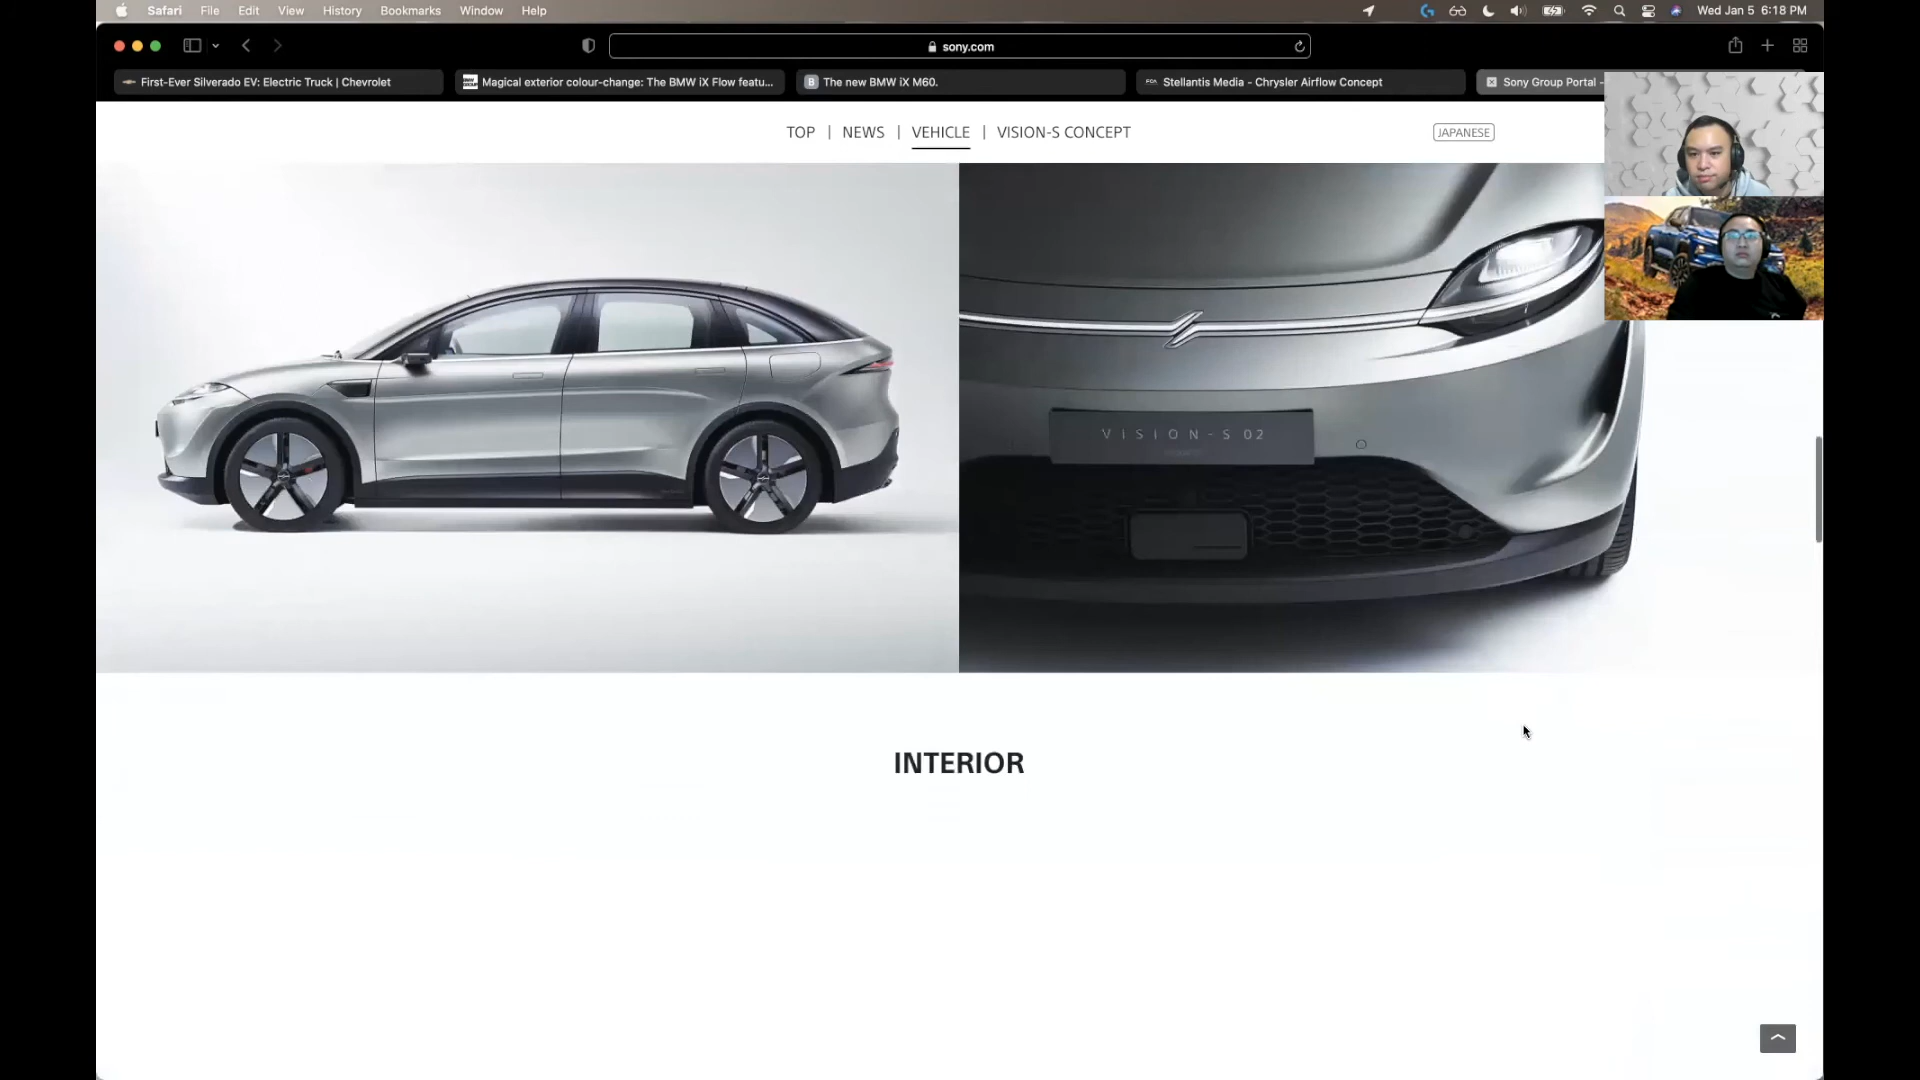 Safari File Edit View History Bookmarks Window Help Wed Jan 5 6:18 PM
sony.com
First-Ever Silverado EV: Electric Truck | Chevrolet
Magical exterior colour-change: The BMW iX Flow featu...
B The new BMW iX M60.
FCA Stellantis Media - Chrysler Airflow Concept
Sony Group Portal -
TOP | NEWS | VEHICLE | VISION-S CONCEPT
JAPANESE
VISION-S 02
INTERIOR